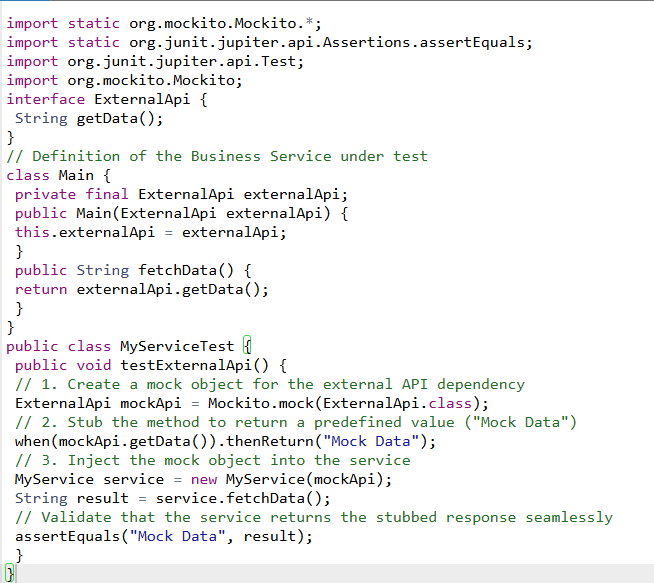 import static org.mockito.Mockito.*;
import static org.junit.jupiter.api.Assertions.assertEquals;
import org.junit.jupiter.api.Test;
import org.mockito.Mockito;
interface ExternalApi {
 String getData();
}
// Definition of the Business Service under test
class Main {
 private final ExternalApi externalApi;
 public Main(ExternalApi externalApi) {
 this.externalApi = externalApi;
 }
 public String fetchData() {
 return externalApi.getData();
 }
}
public class MyServiceTest {
 public void testExternalApi() {
 // 1. Create a mock object for the external API dependency
 ExternalApi mockApi = Mockito.mock(ExternalApi.class);
 // 2. Stub the method to return a predefined value ("Mock Data")
 when(mockApi.getData()).thenReturn("Mock Data");
 // 3. Inject the mock object into the service
 MyService service = new MyService(mockApi);
 String result = service.fetchData();
 // Validate that the service returns the stubbed response seamlessly
 assertEquals("Mock Data", result);
 }
}